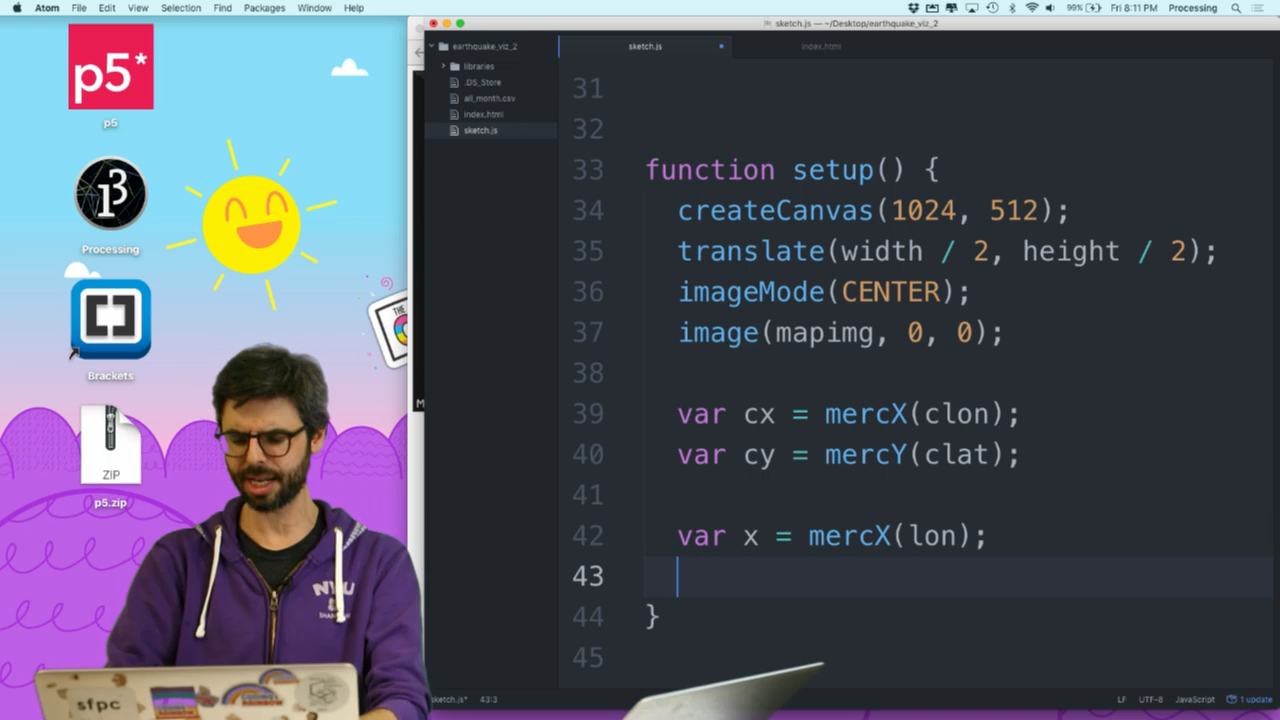 Atom File Edit View Selection Find Packages Window Help
99% Fri 8:11 PM Processing
sketch.js — ~/Desktop/earthquake_viz_2
earthquake_viz_2
libraries
.DS_Store
all_month.csv
index.html
sketch.js
sketch.js
index.html
31
32
33 function setup() {
34 createCanvas(1024, 512);
35 translate(width / 2, height / 2);
36 imageMode(CENTER);
37 image(mapimg, 0, 0);
38
39 var cx = mercX(clon);
40 var cy = mercY(clat);
41
42 var x = mercX(lon);
43
44 }
45
ketch.js* 43:3
LF UTF-8 JavaScript 1 update
p5*
p5
Processing
Brackets
ZIP
p5.zip
THE
NYU
sfpc